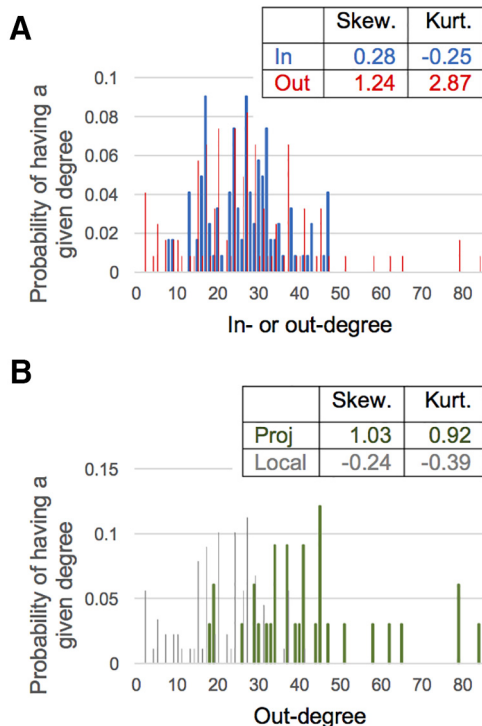 A
Skew. Kurt.
In 0.28 -0.25
Out 1.24 2.87
Probability of having a
given degree
0.1
0.08
0.06
0.04
0.02
0
0 10 20 30 40 50 60 70 80
In- or out-degree
B
Skew. Kurt.
Proj 1.03 0.92
Local -0.24 -0.39
Probability of having a
given degree
0.15
0.1
0.05
0
0 10 20 30 40 50 60 70 80
Out-degree